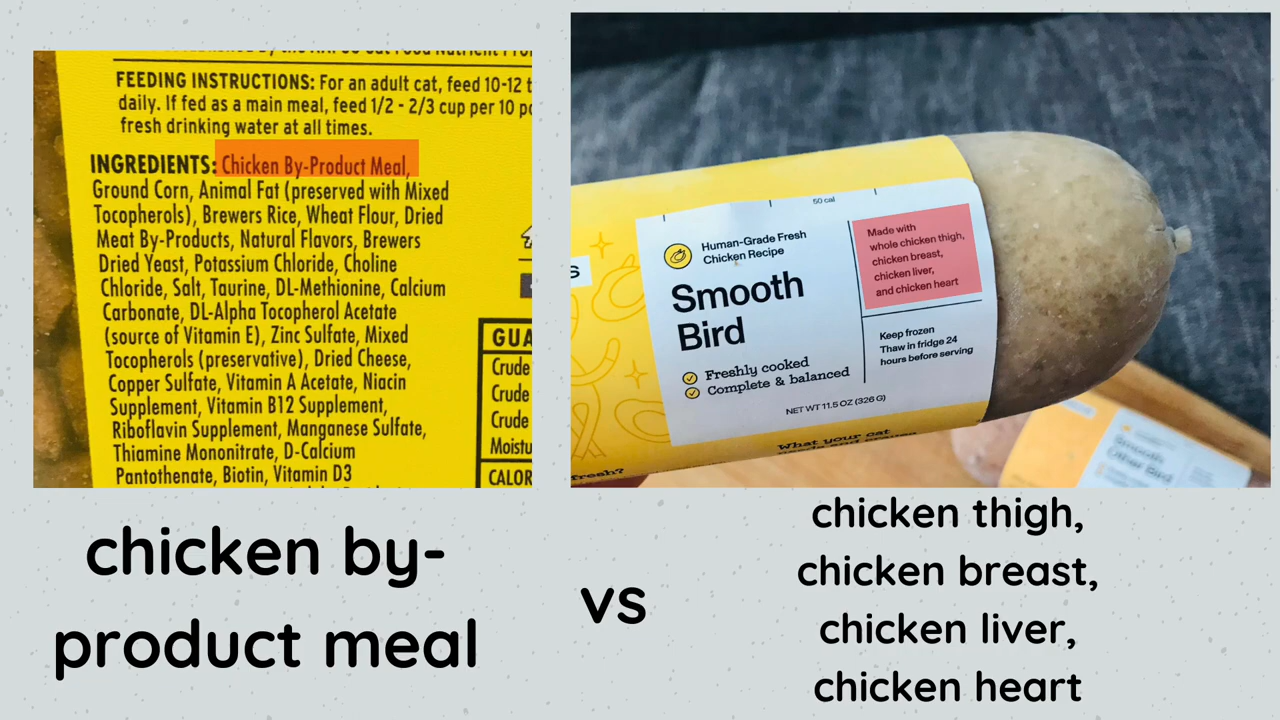 FEEDING INSTRUCTIONS: For an adult cat, feed 10-12
daily. If fed as a main meal, feed 1/2 - 2/3 cup per 10
fresh drinking water at all times.
INGREDIENTS: Chicken By-Product Meal,
Ground Corn, Animal Fat (preserved with Mixed
Tocopherols), Brewers Rice, Wheat Flour, Dried
Meat By-Products, Natural Flavors, Brewers
Dried Yeast, Potassium Chloride, Choline
Chloride, Salt, Taurine, DL-Methionine, Calcium
Carbonate, DL-Alpha Tocopherol Acetate
(source of Vitamin E), Zinc Sulfate, Mixed
Tocopherols (preservative), Dried Cheese,
Copper Sulfate, Vitamin A Acetate, Niacin
Supplement, Vitamin B12 Supplement,
Riboflavin Supplement, Manganese Sulfate,
Thiamine Mononitrate, D-Calcium
Pantothenate, Biotin, Vitamin D3
GUA
Crude
Crude
Crude
Moistu
CALOR
50 cal
Human-Grade Fresh
Chicken Recipe
Smooth
Bird
Freshly cooked
Complete & balanced
NET WT 11.5 OZ (326 G)
Made with
whole chicken thigh,
chicken breast,
chicken liver,
and chicken heart
Keep frozen
Thaw in fridge 24
hours before serving
What your cat
fresh?
Smooth
Other Bird
chicken by-
product meal
vs
chicken thigh,
chicken breast,
chicken liver,
chicken heart